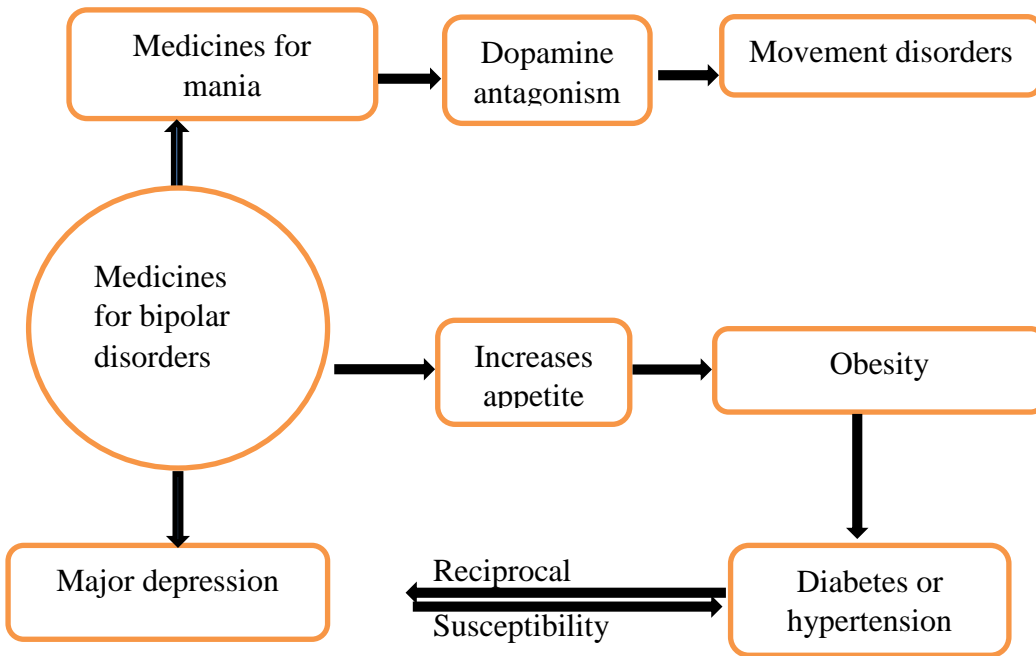 Medicines for
mania
Dopamine
antagonism
Movement disorders
Medicines
for bipolar
disorders
Increases
appetite
Obesity
Major depression
Reciprocal
Susceptibility
Diabetes or
hypertension